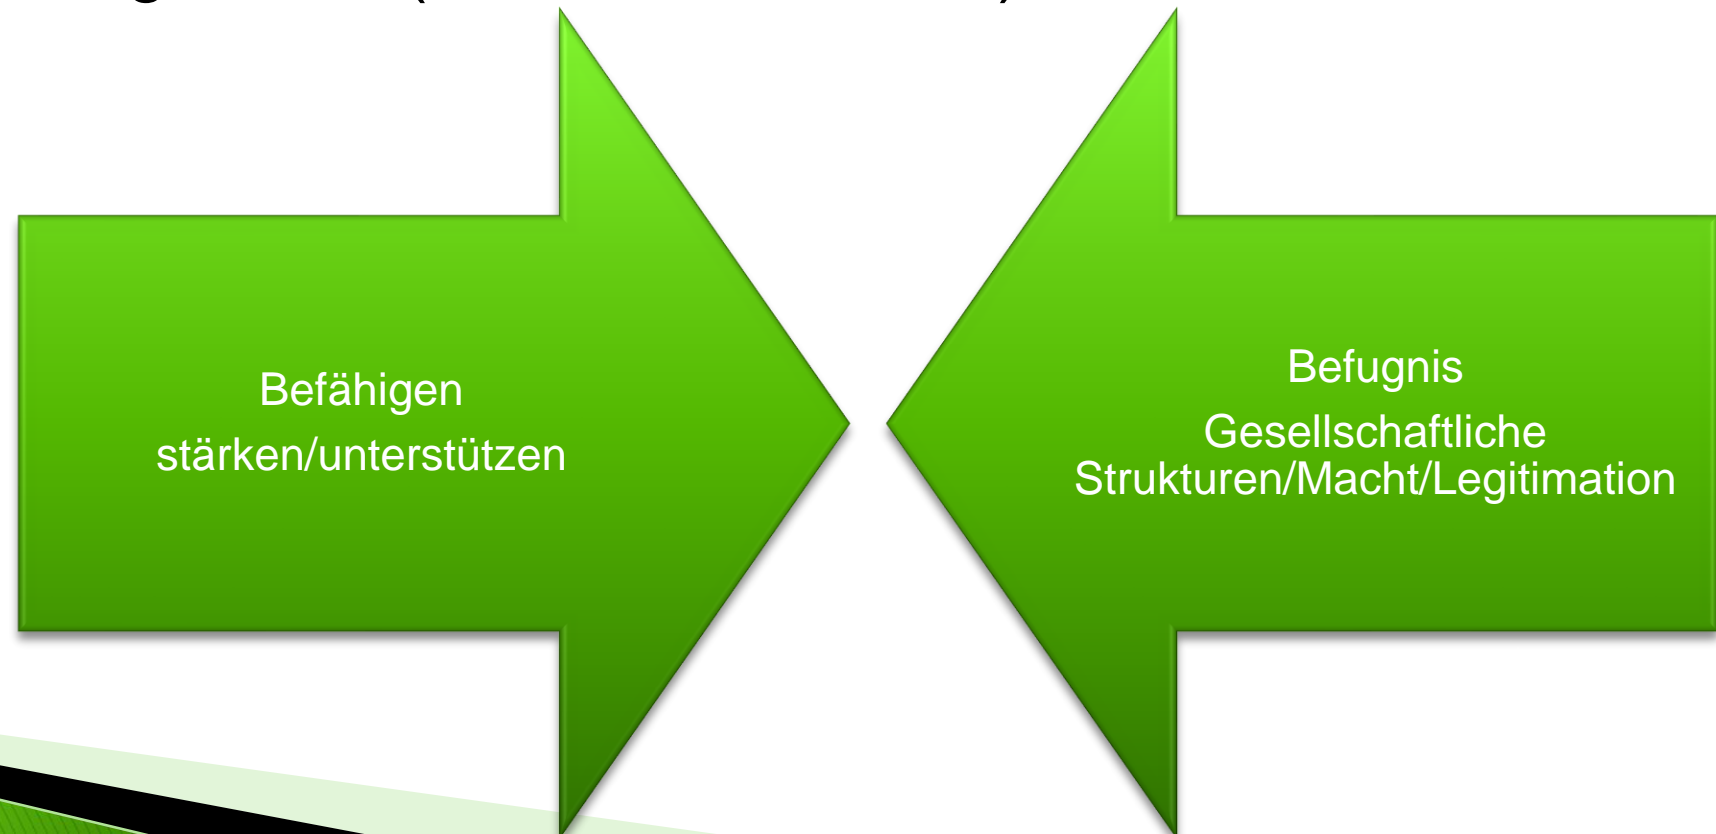 Befähigen
stärken/unterstützen
Befugnis
Gesellschaftliche
Strukturen/Macht/Legitimation